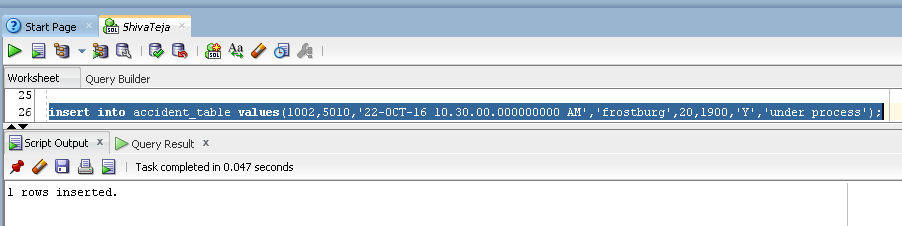 Start Page
ShivaTeja
Worksheet
Query Builder
25
26 insert into accident_table values(1002,5010,'22-OCT-16 10.30.00.000000000 AM','frostburg',20,1900,'Y','under process');
Script Output x
Query Result x
Task completed in 0.047 seconds
1 rows inserted.